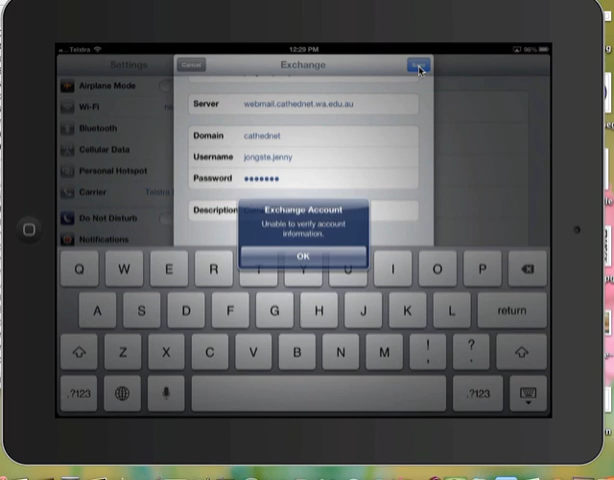 Telstra
12:29 PM
96%
Settings
Cancel
Exchange
Airplane Mode
Wi-Fi
Server webmail.cathednet.wa.edu.au
Bluetooth
Domain cathednet
Cellular Data
Username jongste.jenny
Personal Hotspot
Password •••••••
Carrier Telstra
Description
Exchange Account
Do Not Disturb
Unable to verify account
information.
Notifications
OK
Q W E R T Y U I O P
A S D F G H J K L return
Z X C V B N M ! , ? .
.?123 .?123